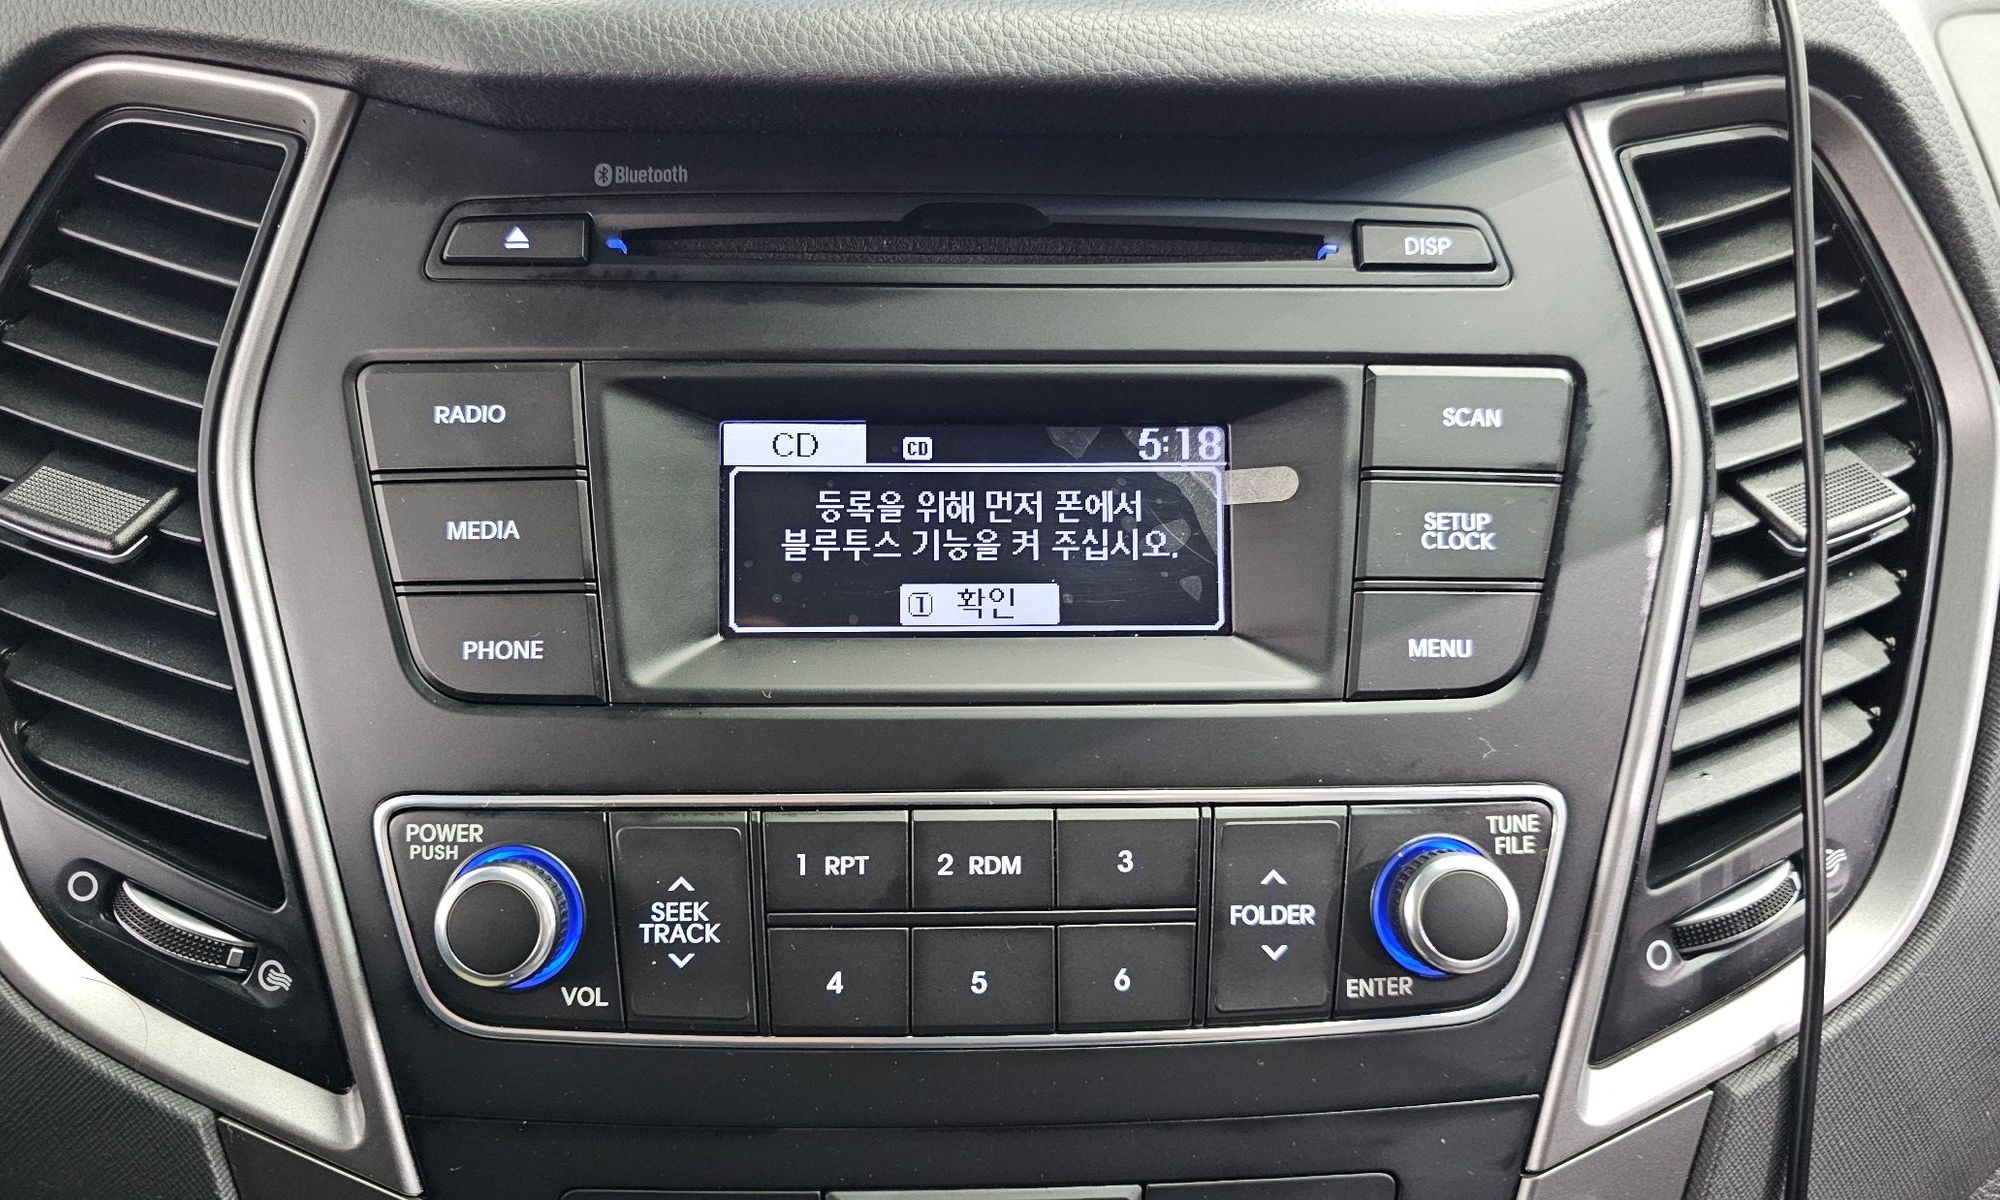 Bluetooth
DISP
RADIO
MEDIA
PHONE
CD
CD
5:18
등록을 위해 먼저 폰에서
블루투스 기능을 켜 주십시오.
1 확인
SCAN
SETUP
CLOCK
MENU
POWER
PUSH
VOL
SEEK
TRACK
1 RPT
2 RDM
3
4
5
6
FOLDER
TUNE
FILE
ENTER